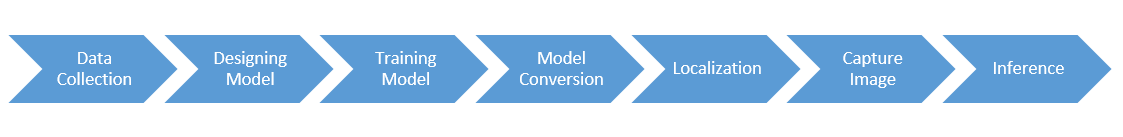 Data
Collection
Designing
Model
Training
Model
Model
Conversion
Localization
Capture
Image
Inference